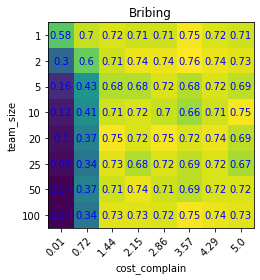 Bribing
1 0.58 0.7 0.72 0.71 0.71 0.75 0.72 0.71
2 0.3 0.6 0.71 0.74 0.74 0.76 0.74 0.73
5 0.16 0.43 0.68 0.68 0.72 0.68 0.72 0.69
10 0.12 0.41 0.71 0.72 0.7 0.66 0.71 0.75
20 0.1 0.37 0.75 0.72 0.75 0.72 0.74 0.69
25 0.34 0.73 0.68 0.72 0.69 0.72 0.67
50 0.37 0.71 0.74 0.71 0.69 0.72 0.72
100 0.34 0.73 0.73 0.72 0.75 0.74 0.73
team_size
0.01 0.72 1.44 2.15 2.86 3.57 4.29 5.0
cost_complain